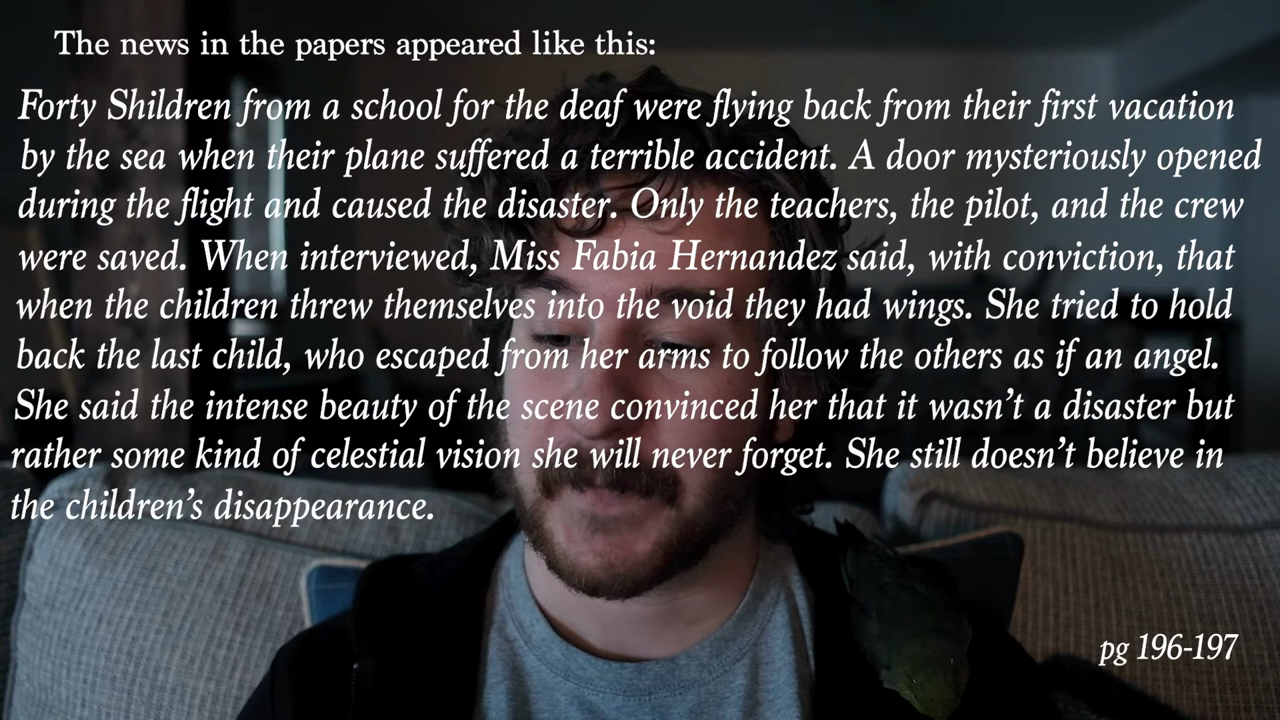 The news in the papers appeared like this:
Forty Shildren from a school for the deaf were flying back from their first vacation
by the sea when their plane suffered a terrible accident. A door mysteriously opened
during the flight and caused the disaster. Only the teachers, the pilot, and the crew
were saved. When interviewed, Miss Fabia Hernandez said, with conviction, that
when the children threw themselves into the void they had wings. She tried to hold
back the last child, who escaped from her arms to follow the others as if an angel.
She said the intense beauty of the scene convinced her that it wasn't a disaster but
rather some kind of celestial vision she will never forget. She still doesn't believe in
the children's disappearance.
pg 196-197